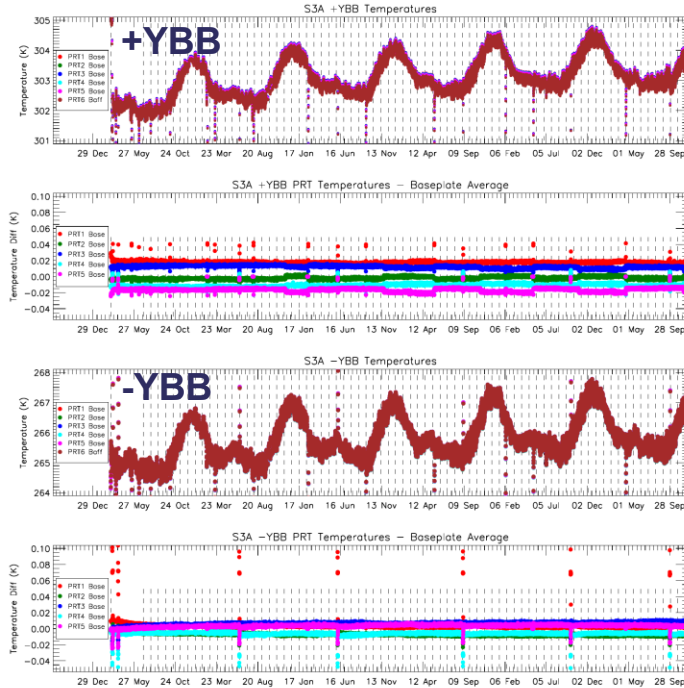 S3A +YBB Temperatures
+YBB
305
304
303
302
301
Temperature (K)
PRT1 Base
PRT2 Base
PRT3 Base
PRT4 Base
PRT5 Base
PRT6 Baff
29 Dec 27 May 24 Oct 23 Mar 20 Aug 17 Jan 16 Jun 13 Nov 12 Apr 09 Sep 06 Feb 05 Jul 02 Dec 01 May 28 Sep
S3A +YBB PRT Temperatures – Baseplate Average
0.10
0.08
0.06
0.04
0.02
0.00
−0.02
−0.04
Temperature Diff (K)
PRT1 Base
PRT2 Base
PRT3 Base
PRT4 Base
PRT5 Base
29 Dec 27 May 24 Oct 23 Mar 20 Aug 17 Jan 16 Jun 13 Nov 12 Apr 09 Sep 06 Feb 05 Jul 02 Dec 01 May 28 Sep
S3A −YBB Temperatures
-YBB
268
267
266
265
264
Temperature (K)
PRT1 Base
PRT2 Base
PRT3 Base
PRT4 Base
PRT5 Base
PRT6 Baff
29 Dec 27 May 24 Oct 23 Mar 20 Aug 17 Jan 16 Jun 13 Nov 12 Apr 09 Sep 06 Feb 05 Jul 02 Dec 01 May 28 Sep
S3A −YBB PRT Temperatures – Baseplate Average
0.10
0.08
0.06
0.04
0.02
0.00
−0.02
−0.04
Temperature Diff (K)
PRT1 Base
PRT2 Base
PRT3 Base
PRT4 Base
PRT5 Base
29 Dec 27 May 24 Oct 23 Mar 20 Aug 17 Jan 16 Jun 13 Nov 12 Apr 09 Sep 06 Feb 05 Jul 02 Dec 01 May 28 Sep